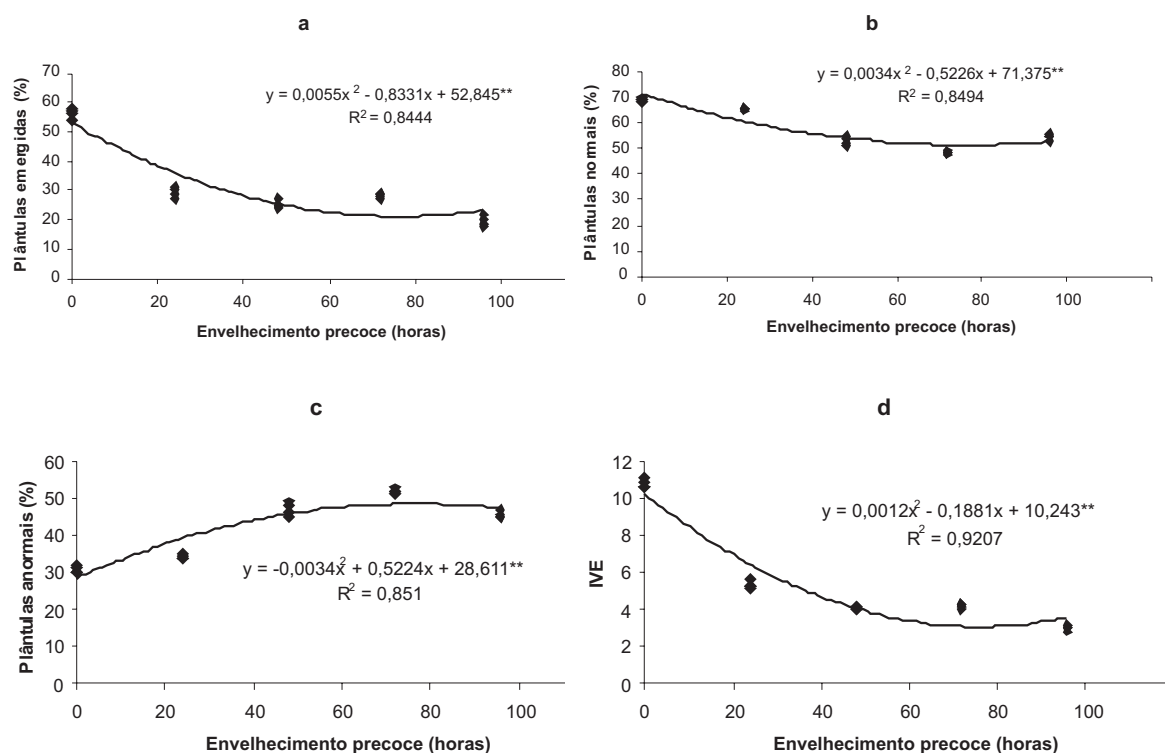 a
y = 0,0055x² - 0,8331x + 52,845**
R² = 0,8444
Plântulas emergidas (%)
70
60
50
40
30
20
10
0
0 20 40 60 80 100
Envelhecimento precoce (horas)
b
y = 0,0034x² - 0,5226x + 71,375**
R² = 0,8494
Plântulas normais (%)
80
70
60
50
40
30
20
10
0
0 20 40 60 80 100
Envelhecimento precoce (horas)
c
Plântulas anormais (%)
60
50
40
30
20
10
0
y = -0,0034x² + 0,5224x + 28,611**
R² = 0,851
0 20 40 60 80 100
Envelhecimento precoce (horas)
d
IVE
12
10
8
6
4
2
0
y = 0,0012x² - 0,1881x + 10,243**
R² = 0,9207
0 20 40 60 80 100
Envelhecimento precoce (horas)